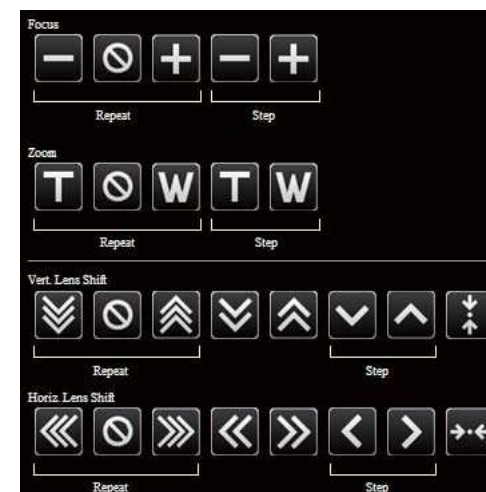 Focus
Repeat Step
Zoom
T W T W
Repeat Step
Vert. Lens Shift
Repeat Step
Horiz. Lens Shift
Repeat Step